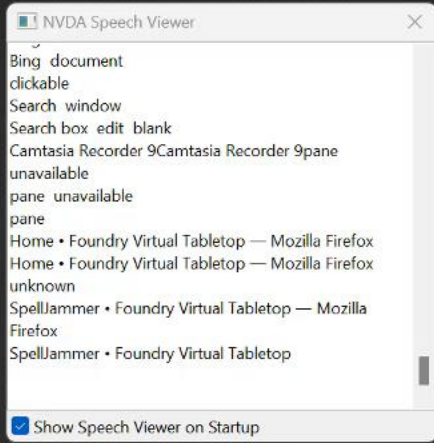 NVDA Speech Viewer
Bing document
clickable
Search window
Search box edit blank
Camtasia Recorder 9Camtasia Recorder 9pane
unavailable
pane unavailable
pane
Home • Foundry Virtual Tabletop — Mozilla Firefox
Home • Foundry Virtual Tabletop — Mozilla Firefox
unknown
SpellJammer • Foundry Virtual Tabletop — Mozilla
Firefox
SpellJammer • Foundry Virtual Tabletop
Show Speech Viewer on Startup